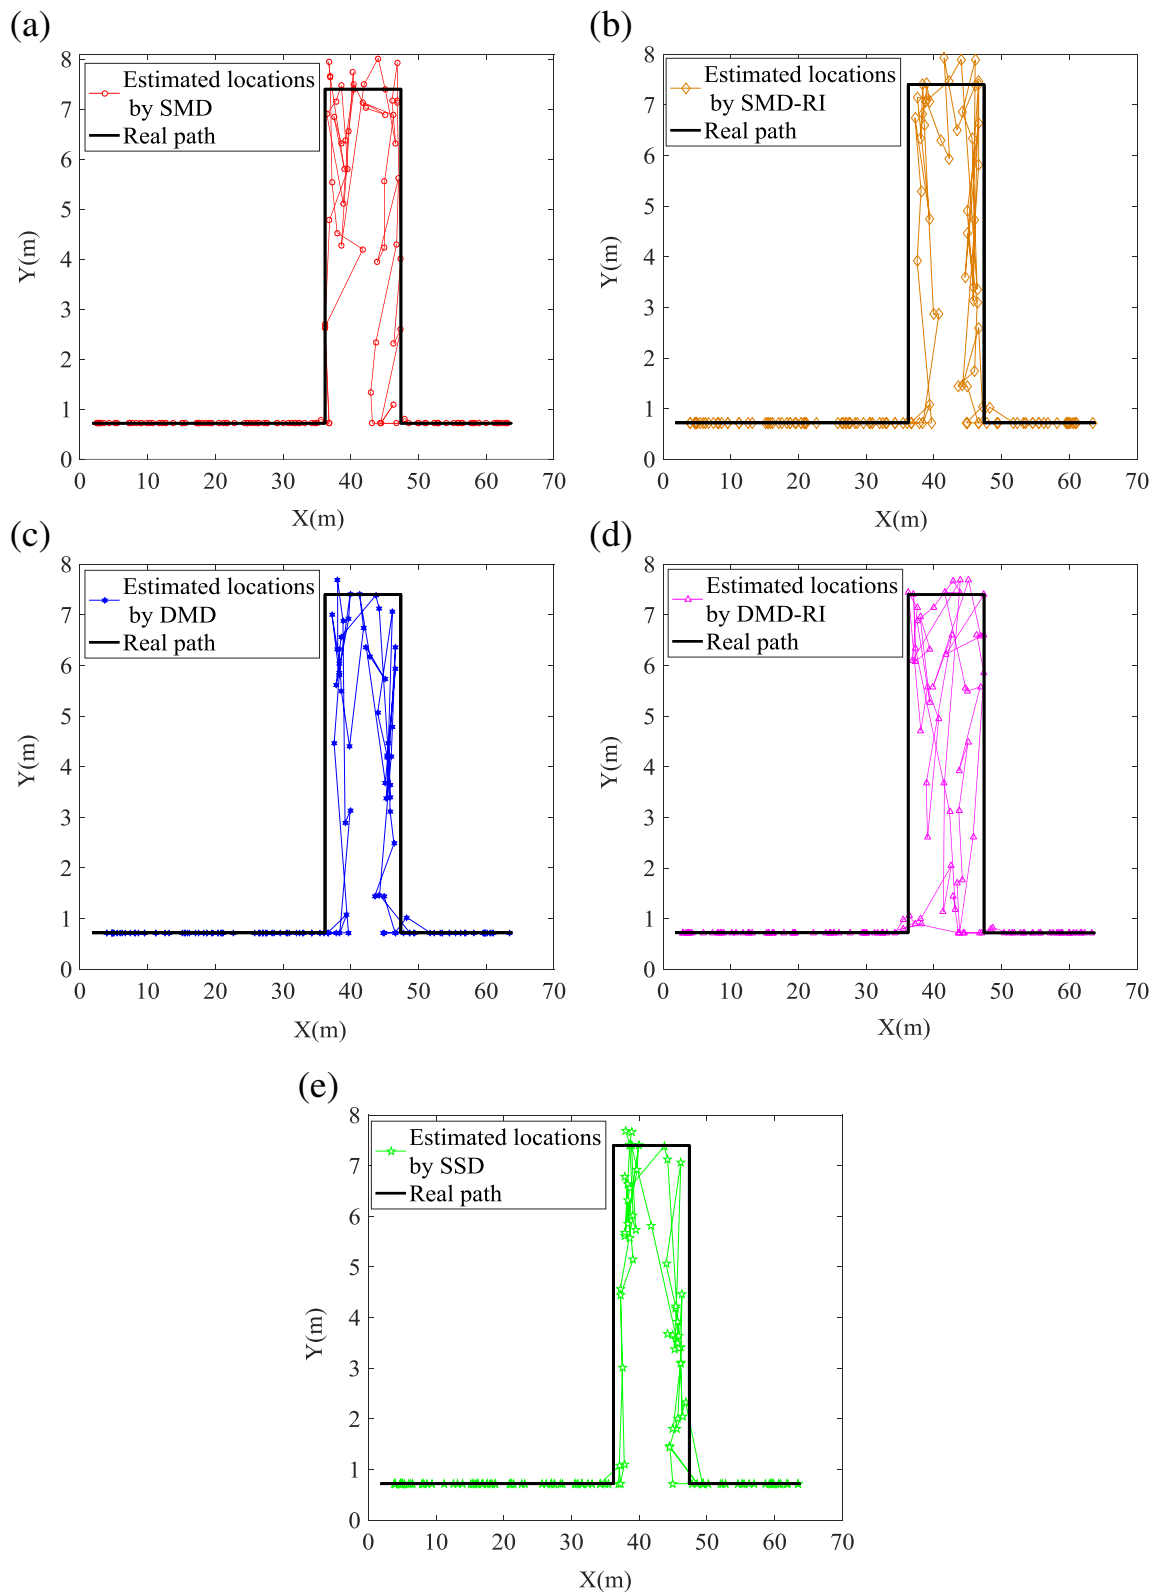 (a)
8
7
6
5
4
3
2
1
0
Y(m)
Estimated locations
by SMD
Real path
0 10 20 30 40 50 60 70
X(m)
(b)
8
7
6
5
4
3
2
1
0
Y(m)
Estimated locations
by SMD-RI
Real path
0 10 20 30 40 50 60 70
X(m)
(c)
8
7
6
5
4
3
2
1
0
Y(m)
Estimated locations
by DMD
Real path
0 10 20 30 40 50 60 70
X(m)
(d)
8
7
6
5
4
3
2
1
0
Y(m)
Estimated locations
by DMD-RI
Real path
0 10 20 30 40 50 60 70
X(m)
(e)
8
7
6
5
4
3
2
1
0
Y(m)
Estimated locations
by SSD
Real path
0 10 20 30 40 50 60 70
X(m)